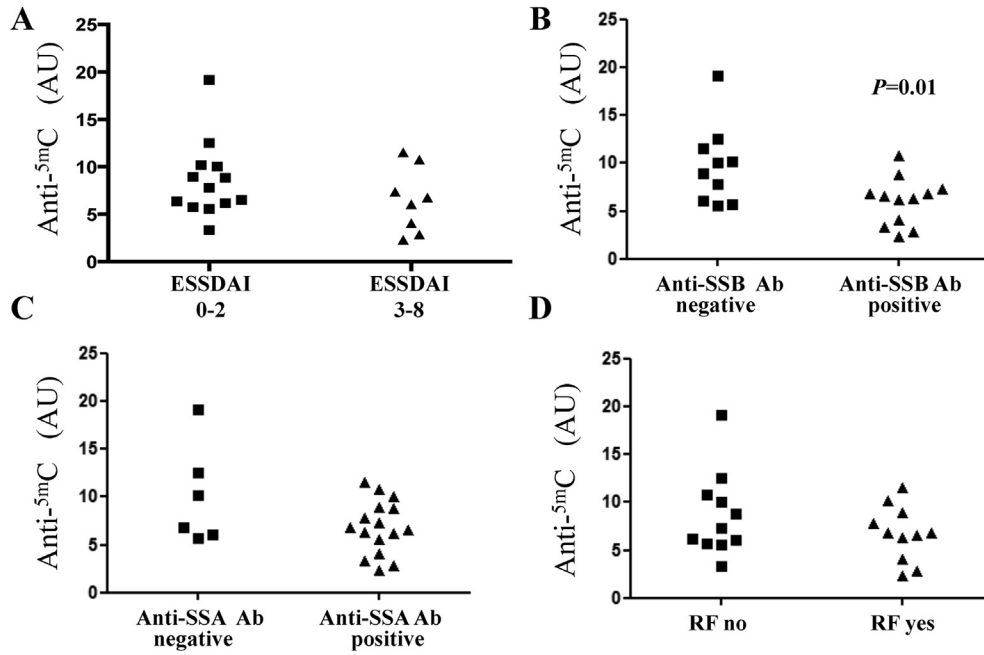 A
Anti-⁵ᵐC (AU)
25
20
15
10
5
0
ESSDAI
0-2
ESSDAI
3-8
B
Anti-⁵ᵐC (AU)
25
20
15
10
5
0
P=0.01
Anti-SSB Ab
negative
Anti-SSB Ab
positive
C
Anti-⁵ᵐC (AU)
25
20
15
10
5
0
Anti-SSA Ab
negative
Anti-SSA Ab
positive
D
Anti-⁵ᵐC (AU)
25
20
15
10
5
0
RF no
RF yes